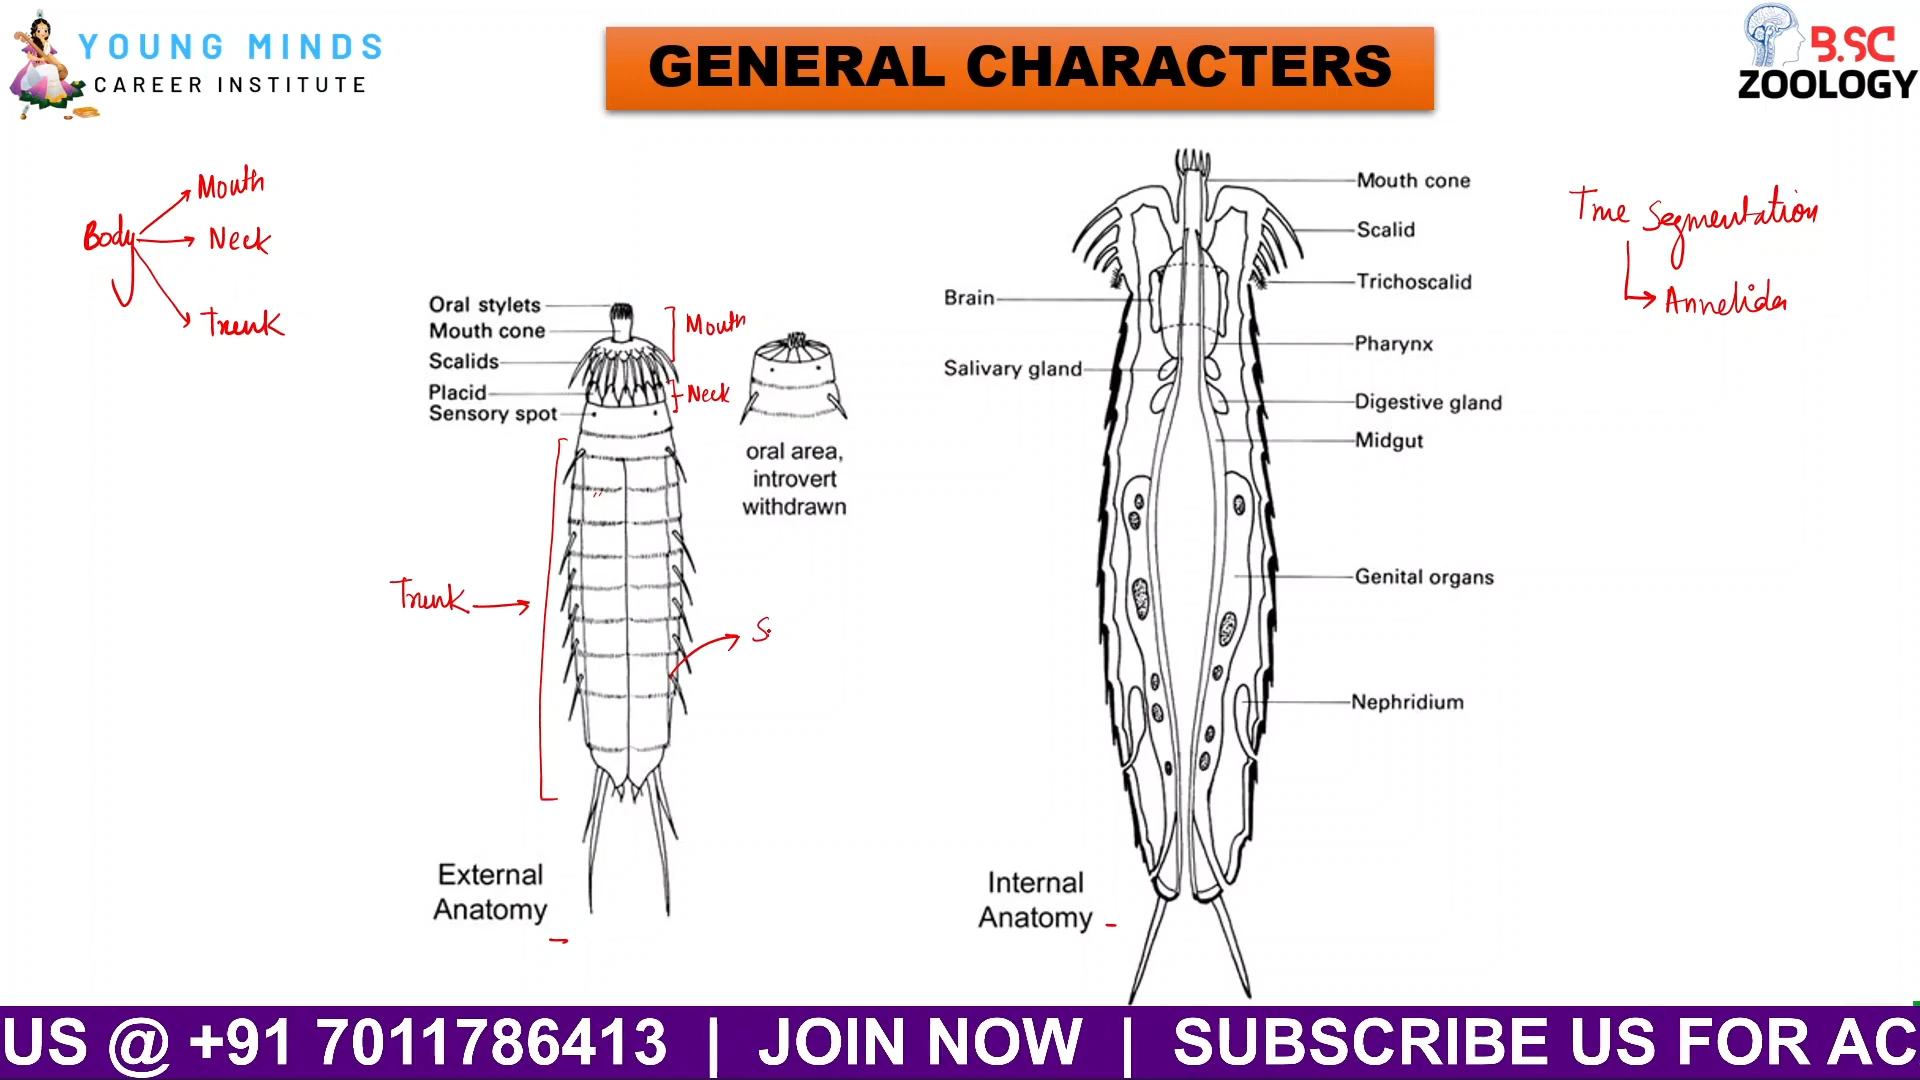 YOUNG MINDS
CAREER INSTITUTE
GENERAL CHARACTERS
B.SC
ZOOLOGY
Body
Mouth
Neck
Trunk
Oral stylets
Mouth cone
Scalids
Placid
Sensory spot
Mouth
Neck
oral area,
introvert
withdrawn
Trunk
S.
External
Anatomy
Brain
Salivary gland
Mouth cone
Scalid
Trichoscalid
Pharynx
Digestive gland
Midgut
Genital organs
Nephridium
Internal
Anatomy
True Segmentation
Annelida
US @ +91 7011786413 | JOIN NOW | SUBSCRIBE US FOR AC